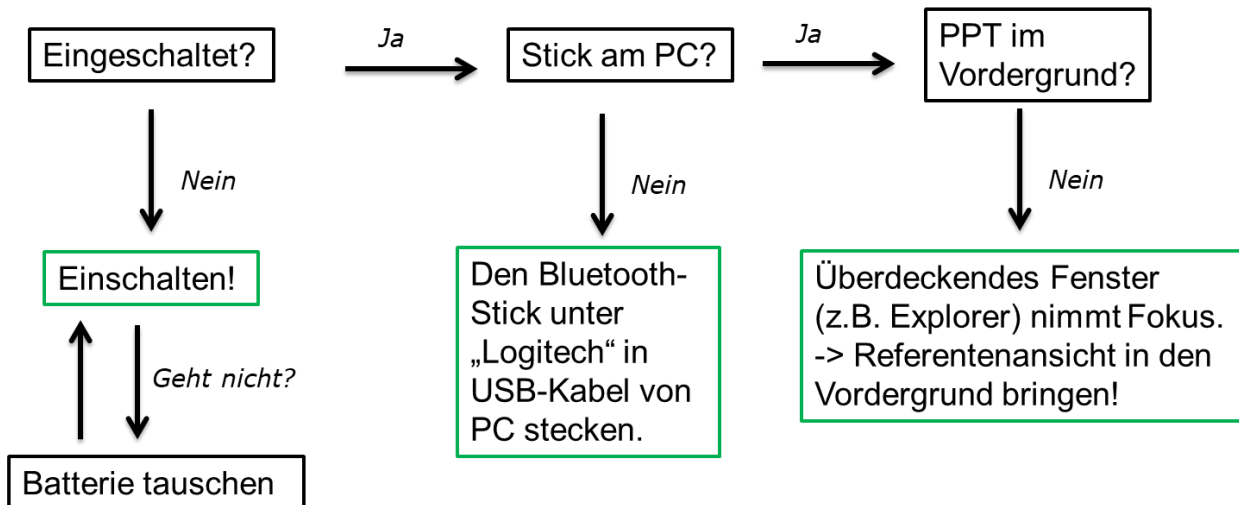 Eingeschaltet?
Ja
Stick am PC?
Ja
PPT im
Vordergrund?
Nein
Nein
Nein
Einschalten!
Den Bluetooth-
Stick unter
„Logitech“ in
USB-Kabel von
PC stecken.
Überdeckendes Fenster
(z.B. Explorer) nimmt Fokus.
-> Referentenansicht in den
Vordergrund bringen!
Geht nicht?
Batterie tauschen